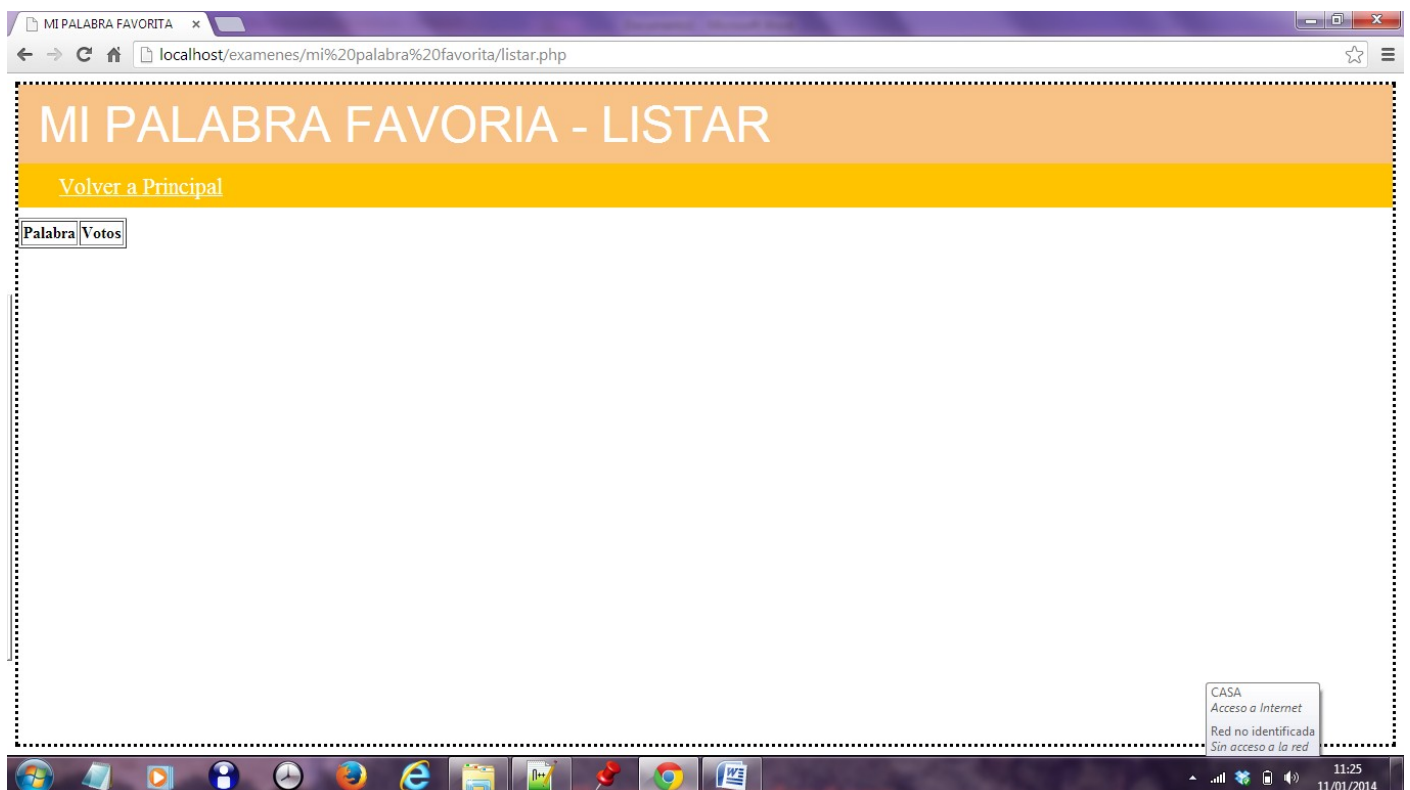 MI PALABRA FAVORITA
localhost/examenes/mi%20palabra%20favorita/listar.php
MI PALABRA FAVORIA - LISTAR
Volver a Principal
Palabra Votos
CASA
Acceso a Internet
Red no identificada
Sin acceso a la red
11:25
11/01/2014